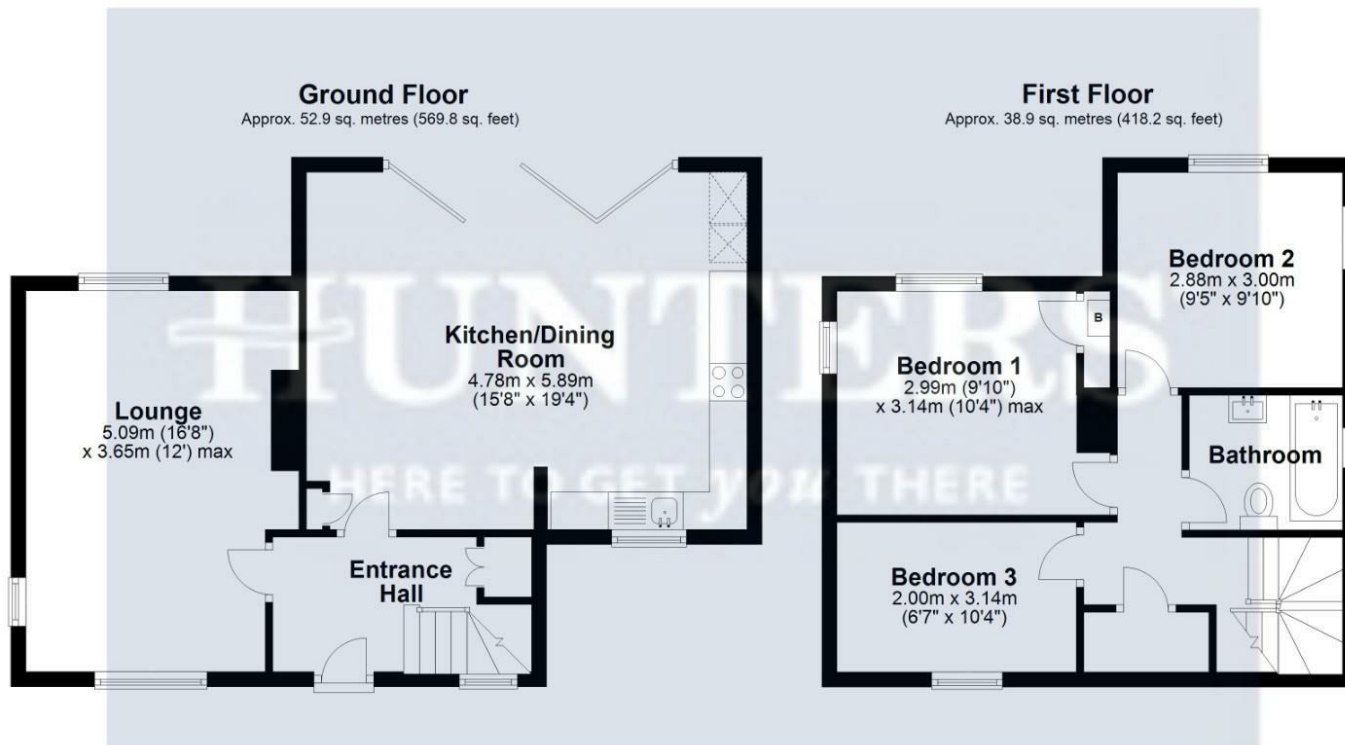 Ground Floor
Approx. 52.9 sq. metres (569.8 sq. feet)
Kitchen/Dining
Room
4.78m x 5.89m
(15'8" x 19'4")
Lounge
5.09m (16'8")
x 3.65m (12') max
Entrance
Hall
First Floor
Approx. 38.9 sq. metres (418.2 sq. feet)
Bedroom 2
2.88m x 3.00m
(9'5" x 9'10")
B
Bedroom 1
2.99m (9'10")
x 3.14m (10'4") max
Bathroom
Bedroom 3
2.00m x 3.14m
(6'7" x 10'4")
HUNTERS
HERE TO GET you THERE